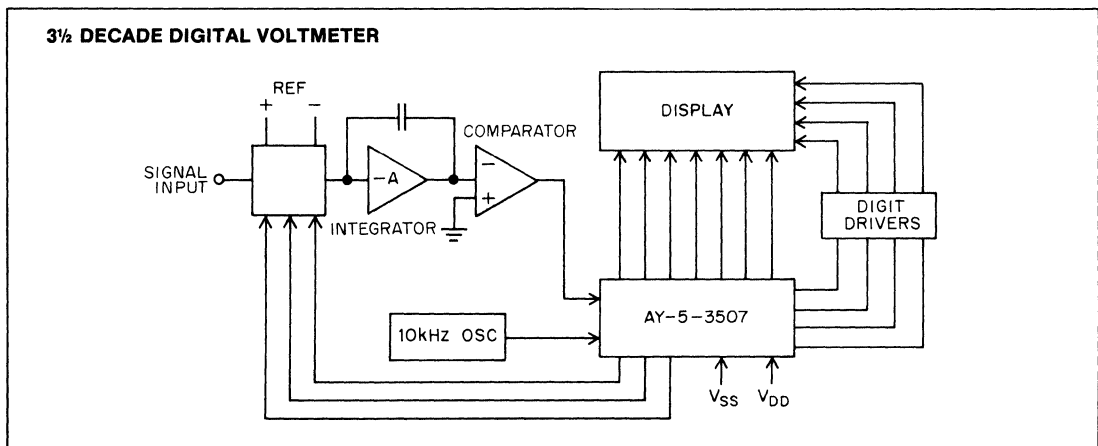 3½ DECADE DIGITAL VOLTMETER
REF
+ −
SIGNAL
INPUT
−A
INTEGRATOR
COMPARATOR
−
+
DISPLAY
DIGIT
DRIVERS
AY-5-3507
10kHz OSC
VSS VDD